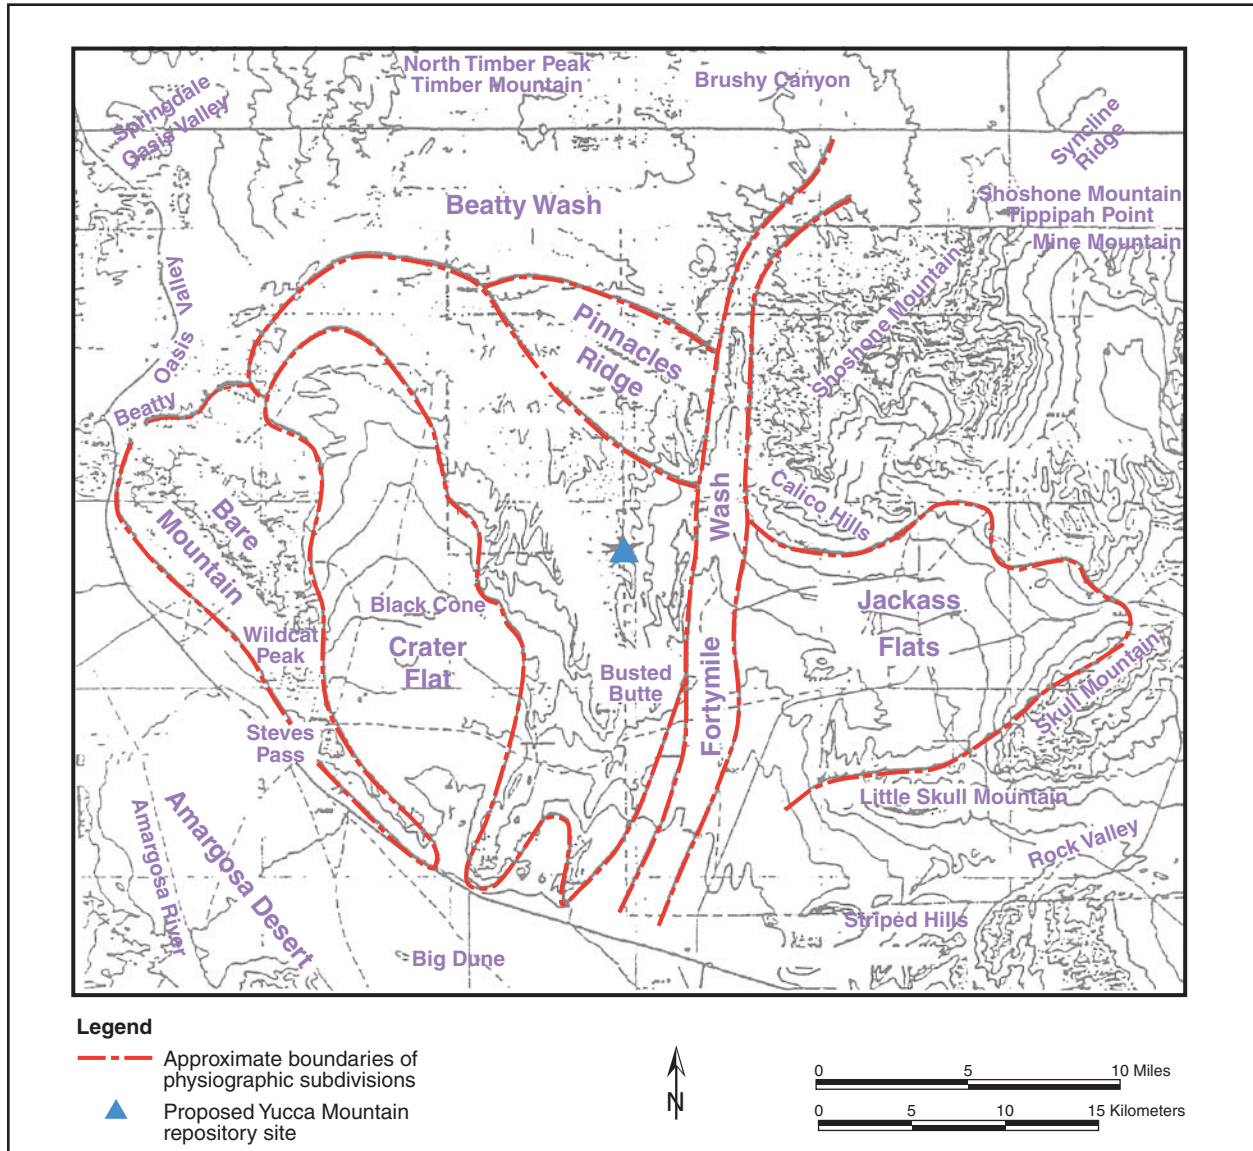 North Timber Peak
Timber Mountain
Brushy Canyon
Springdale
Oasis Valley
Syncline
Ridge
Shoshone Mountain
Tippipah Point
Mine Mountain
Beatty Wash
Valley
Oasis
Beatty
Pinnacles
Ridge
Shoshone Mountain
Calico Hills
Bare
Mountain
Fortymile Wash
Black Cone
Crater
Flat
Jackass
Flats
Wildcat
Peak
Busted
Butte
Skull Mountain
Steves
Pass
Little Skull Mountain
Rock Valley
Amargosa River
Amargosa Desert
Striped Hills
Big Dune
Legend
Approximate boundaries of
physiographic subdivisions
Proposed Yucca Mountain
repository site
N
0 5 10 Miles
0 5 10 15 Kilometers